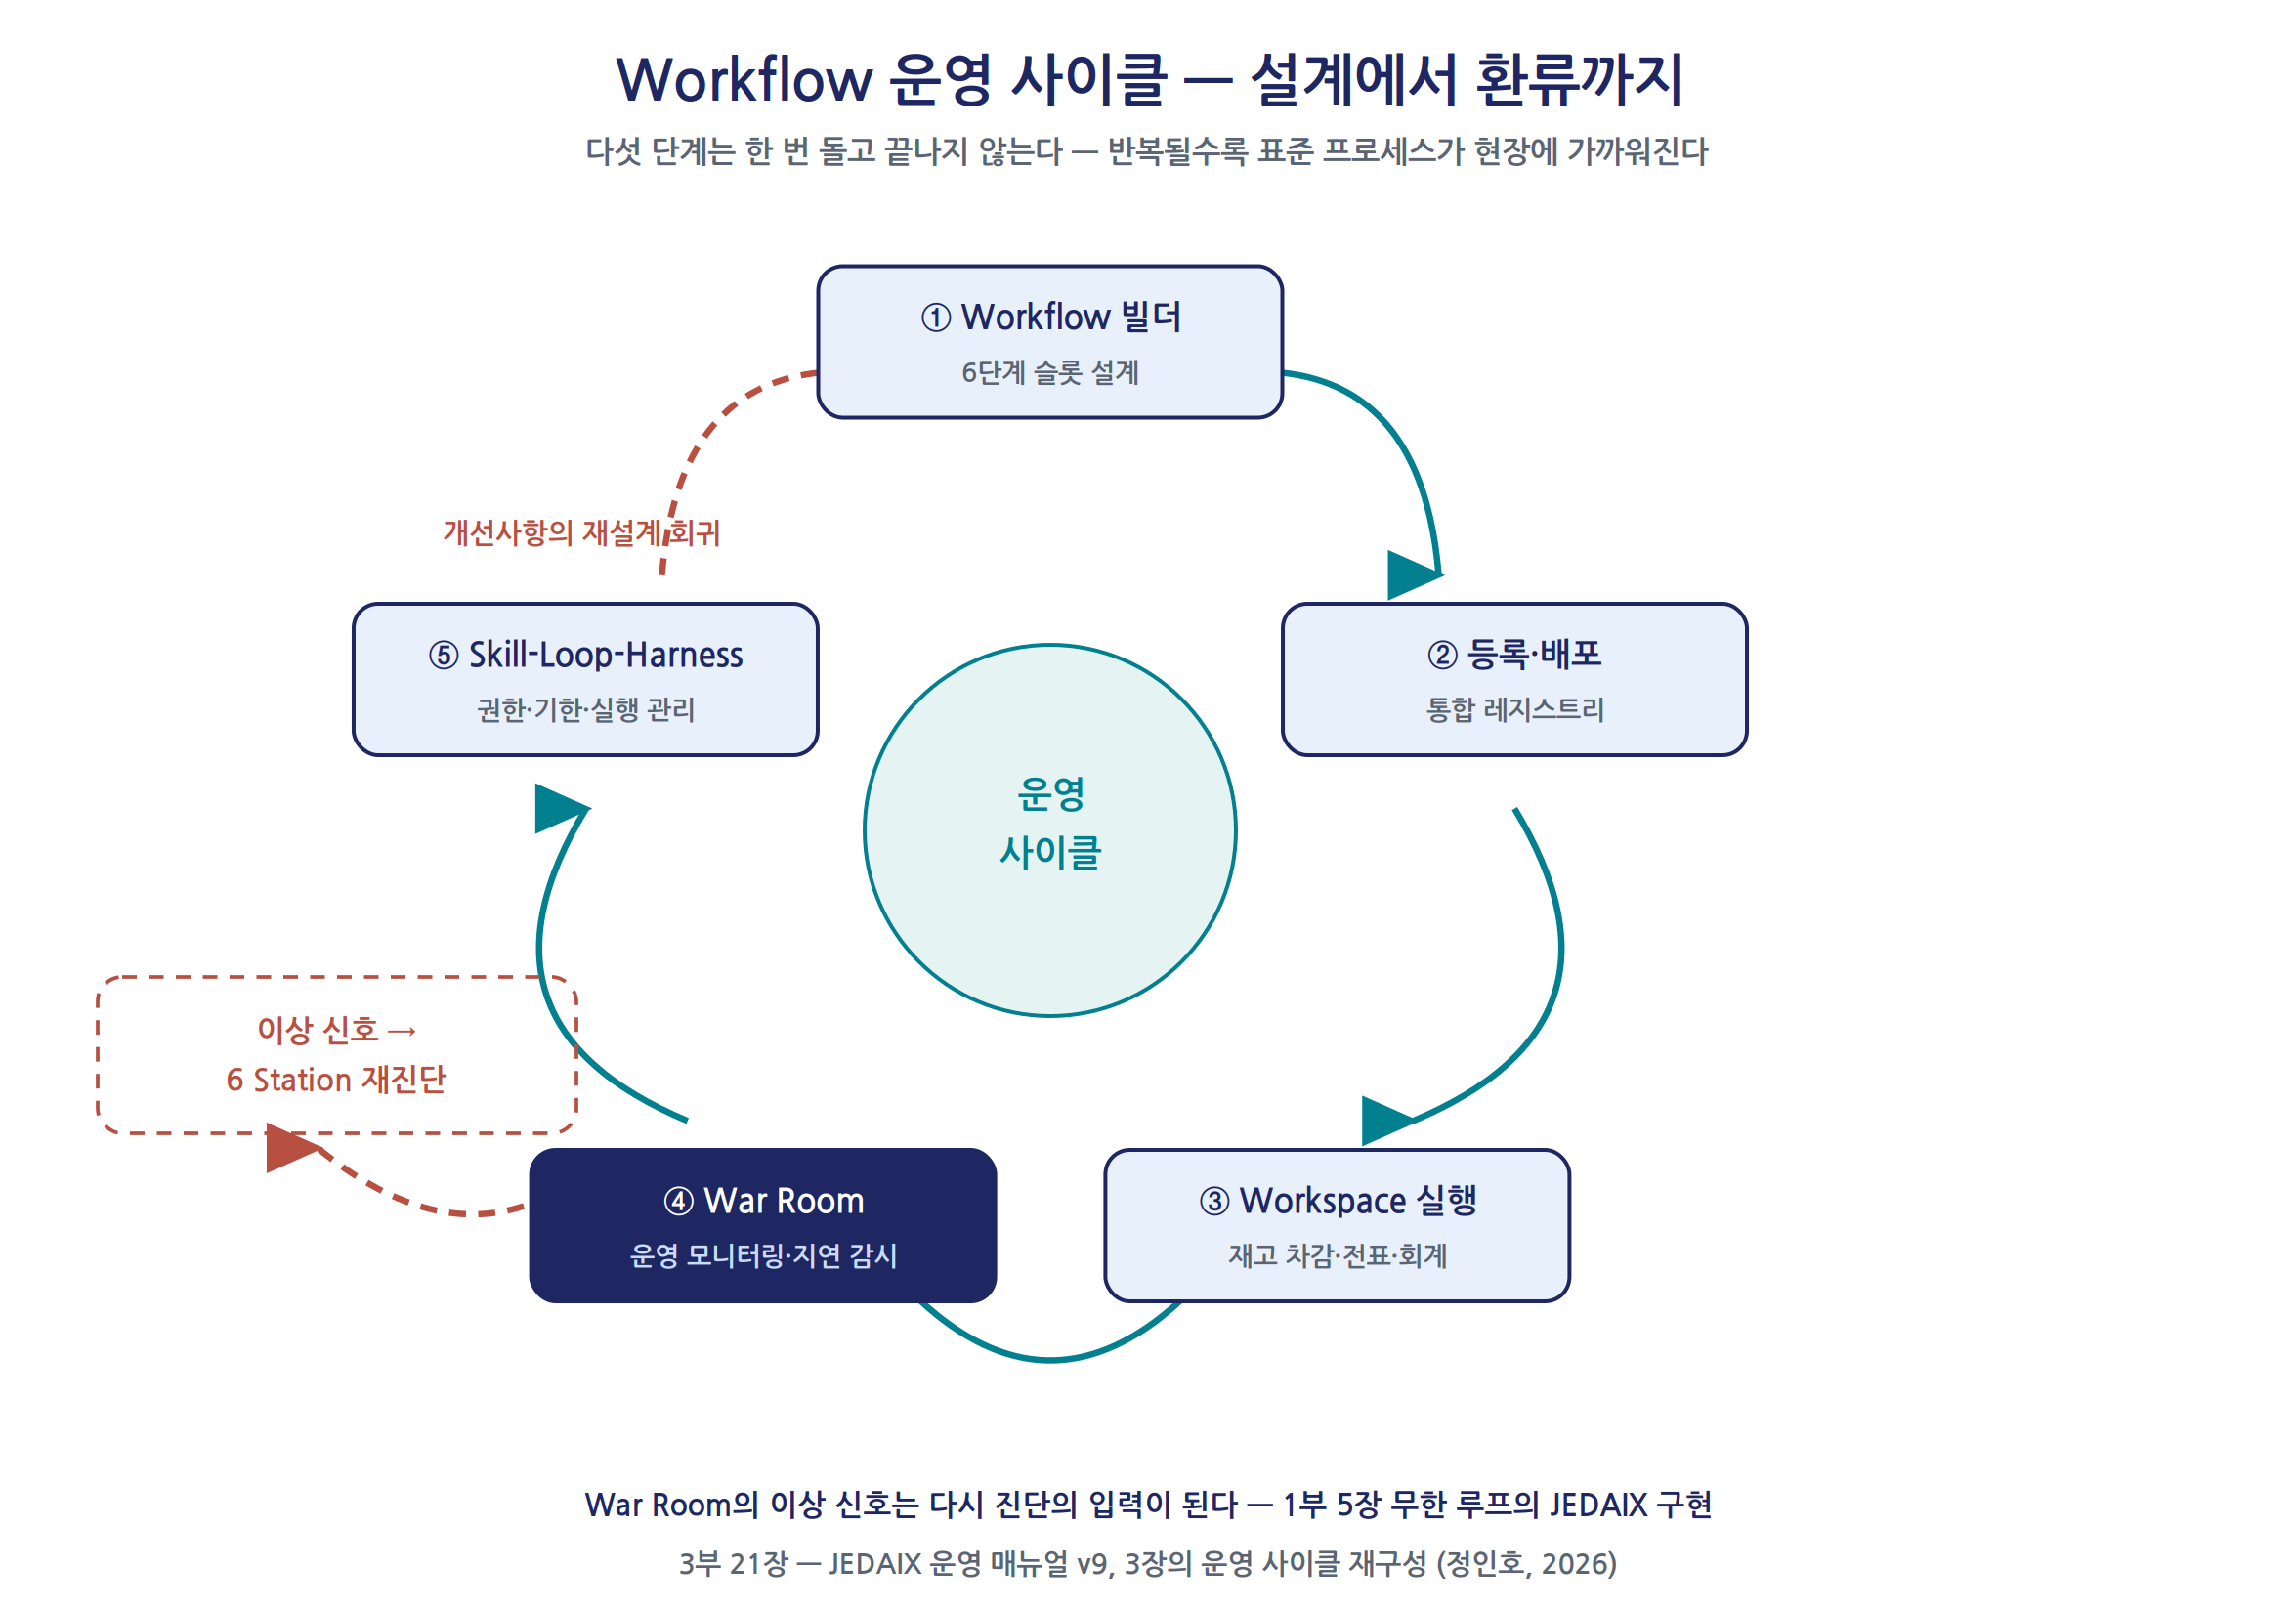 Workflow 운영 사이클 — 설계에서 환류까지
다섯 단계는 한 번 돌고 끝나지 않는다 — 반복될수록 표준 프로세스가 현장에 가까워진다
① Workflow 빌더
6단계 슬롯 설계
개선사항의 재설계 회귀
⑤ Skill-Loop-Harness
권한·기한·실행 관리
② 등록·배포
통합 레지스트리
운영
사이클
이상 신호 →
6 Station 재진단
④ War Room
운영 모니터링·지연 감시
③ Workspace 실행
재고 차감·전표·회계
War Room의 이상 신호는 다시 진단의 입력이 된다 — 1부 5장 무한 루프의 JEDAIX 구현
3부 21장 — JEDAIX 운영 매뉴얼 v9, 3장의 운영 사이클 재구성 (정인호, 2026)